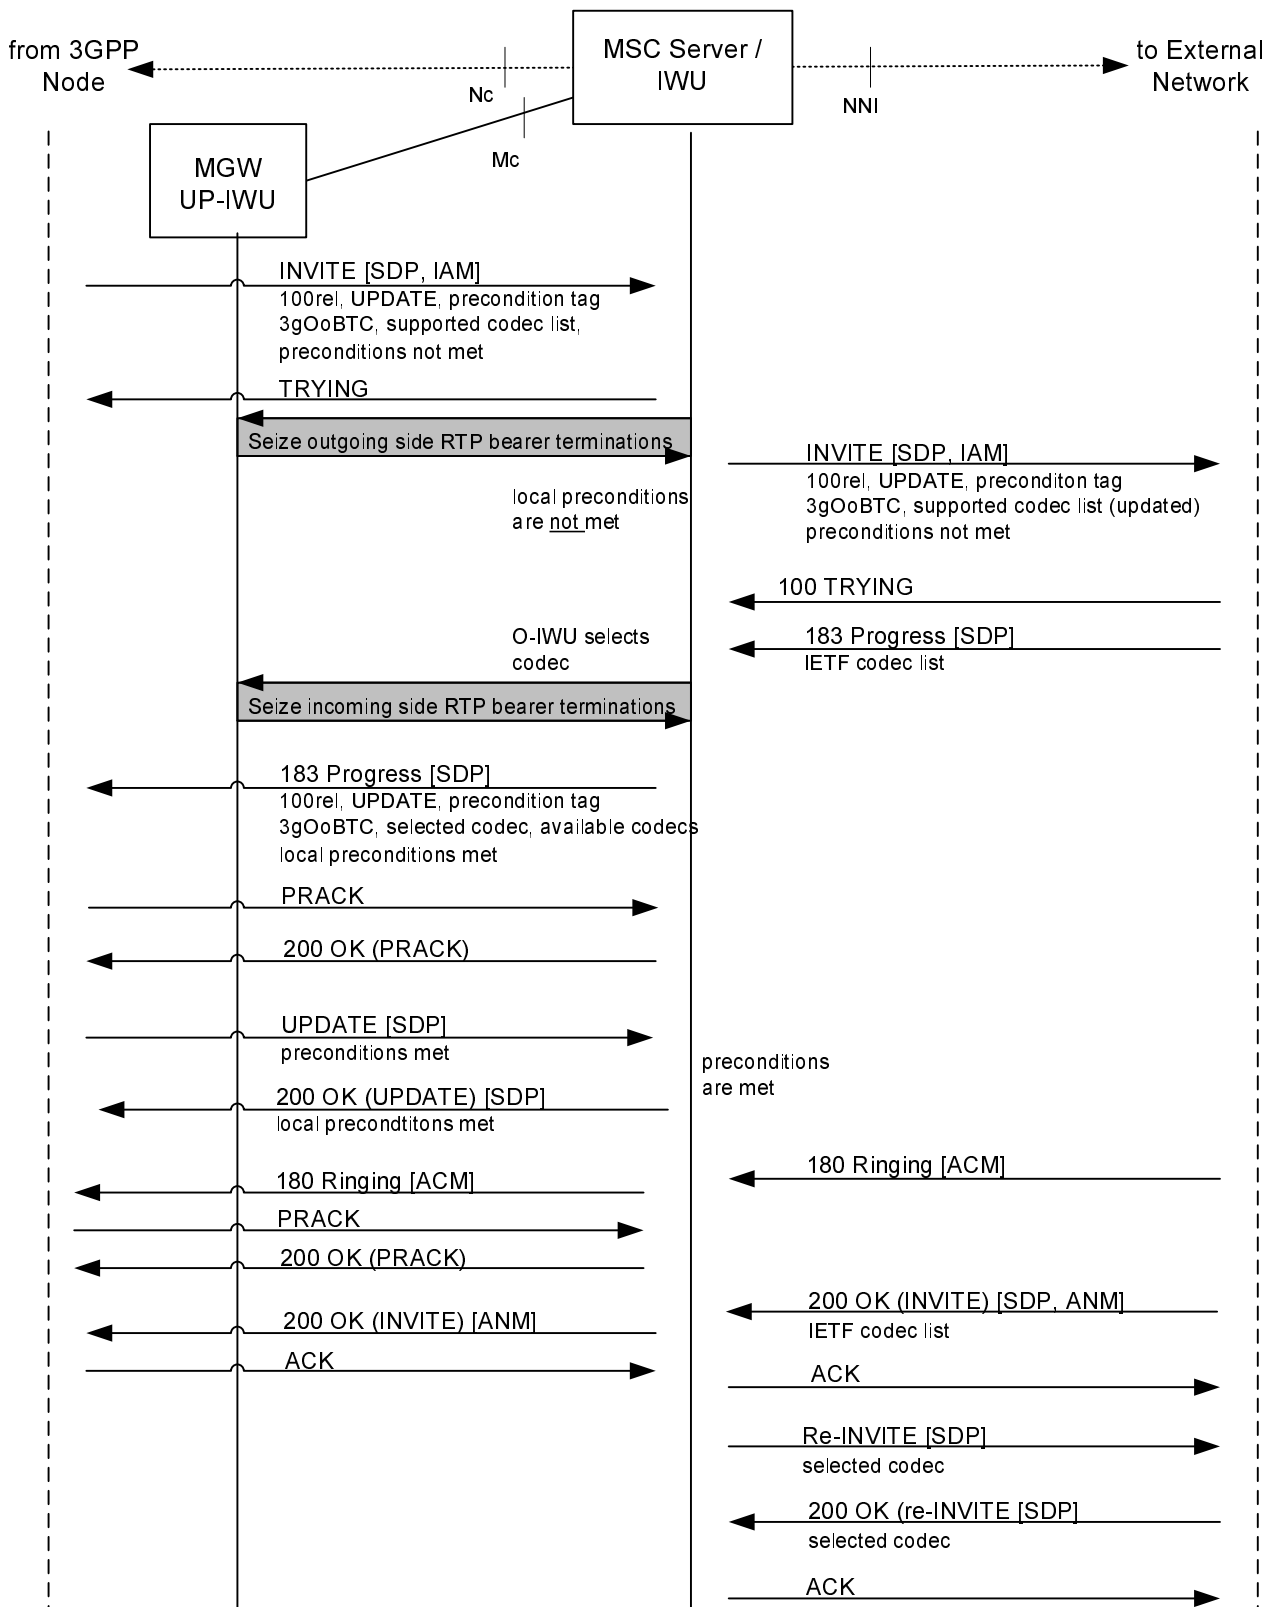 from 3GPP
Node
MSC Server /
IWU
to External
Network
Nc
NNI
Mc
MGW
UP-IWU
INVITE [SDP, IAM]
100rel, UPDATE, precondition tag
3gOoBTC, supported codec list,
preconditions not met
TRYING
Seize outgoing side RTP bearer terminations
INVITE [SDP, IAM]
100rel, UPDATE, preconditon tag
3gOoBTC, supported codec list (updated)
preconditions not met
local preconditions
are not met
100 TRYING
183 Progress [SDP]
IETF codec list
O-IWU selects
codec
Seize incoming side RTP bearer terminations
183 Progress [SDP]
100rel, UPDATE, precondition tag
3gOoBTC, selected codec, available codecs
local preconditions met
PRACK
200 OK (PRACK)
UPDATE [SDP]
preconditions met
preconditions
are met
200 OK (UPDATE) [SDP]
local precondtitons met
180 Ringing [ACM]
180 Ringing [ACM]
PRACK
200 OK (PRACK)
200 OK (INVITE) [SDP, ANM]
IETF codec list
200 OK (INVITE) [ANM]
ACK
ACK
Re-INVITE [SDP]
selected codec
200 OK (re-INVITE [SDP]
selected codec
ACK